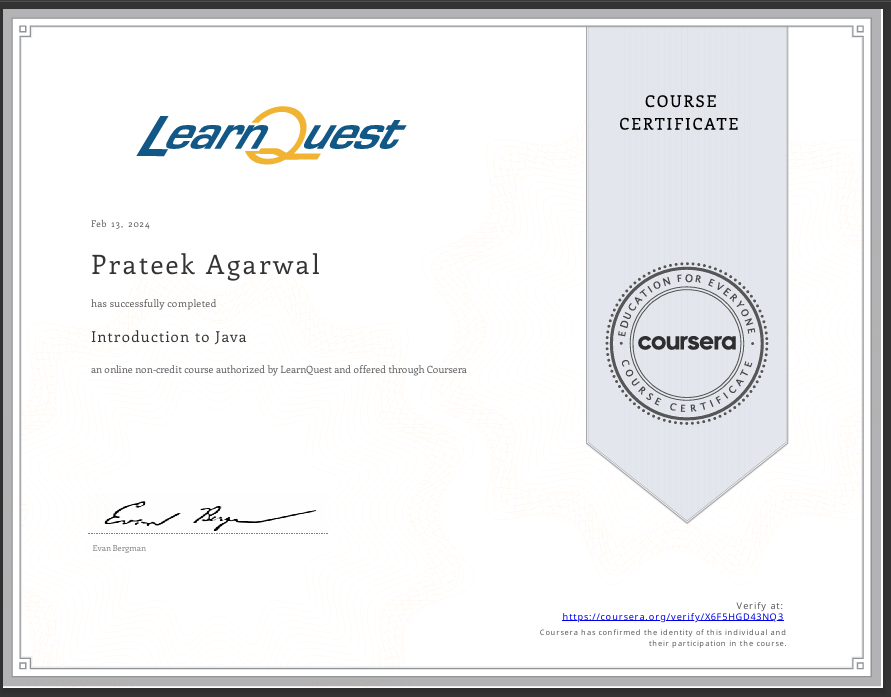 LearnQuest
COURSE
CERTIFICATE
Feb 13, 2024
Prateek Agarwal
has successfully completed
Introduction to Java
an online non-credit course authorized by LearnQuest and offered through Coursera
EDUCATION FOR EVERYONE
coursera
COURSE CERTIFICATE
Evan Bergman
Evan Bergman
Verify at:
https://coursera.org/verify/X6F5HGD43NQ3
Coursera has confirmed the identity of this individual and
their participation in the course.